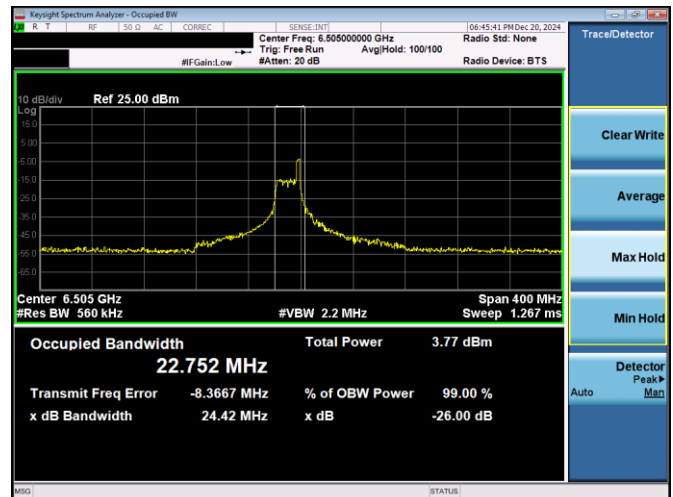 Keysight Spectrum Analyzer - Occupied BW
R T RF 50 Ω AC CORREC SENSE:INT 06:45:41 PM Dec 20, 2024
Center Freq: 6.505000000 GHz Radio Std: None
Trig: Free Run Avg|Hold: 100/100
#IFGain:Low #Atten: 20 dB Radio Device: BTS
Trace/Detector
10 dB/div Ref 25.00 dBm
Log
15.0
5.00
-5.00
-15.0
-25.0
-35.0
-45.0
-55.0
-65.0
Center 6.505 GHz Span 400 MHz
#Res BW 560 kHz #VBW 2.2 MHz Sweep 1.267 ms
Occupied Bandwidth Total Power 3.77 dBm
22.752 MHz
Transmit Freq Error -8.3667 MHz % of OBW Power 99.00 %
x dB Bandwidth 24.42 MHz x dB -26.00 dB
Clear Write
Average
Max Hold
Min Hold
Detector
Peak▶
Auto Man
MSG STATUS